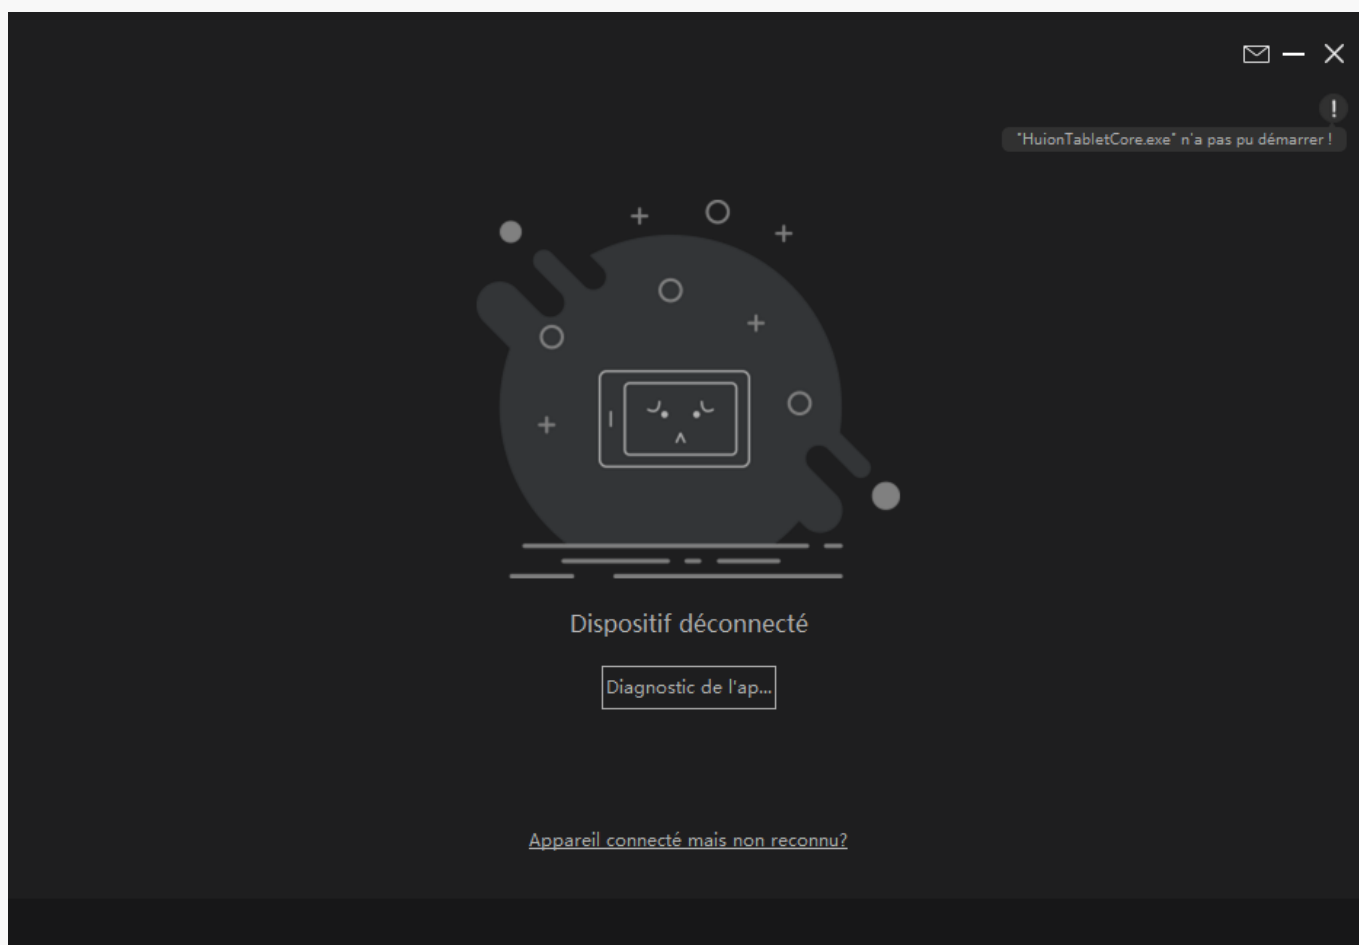 "HuionTabletCore.exe" n'a pas pu démarrer !
Dispositif déconnecté
Diagnostic de l'ap...
Appareil connecté mais non reconnu?